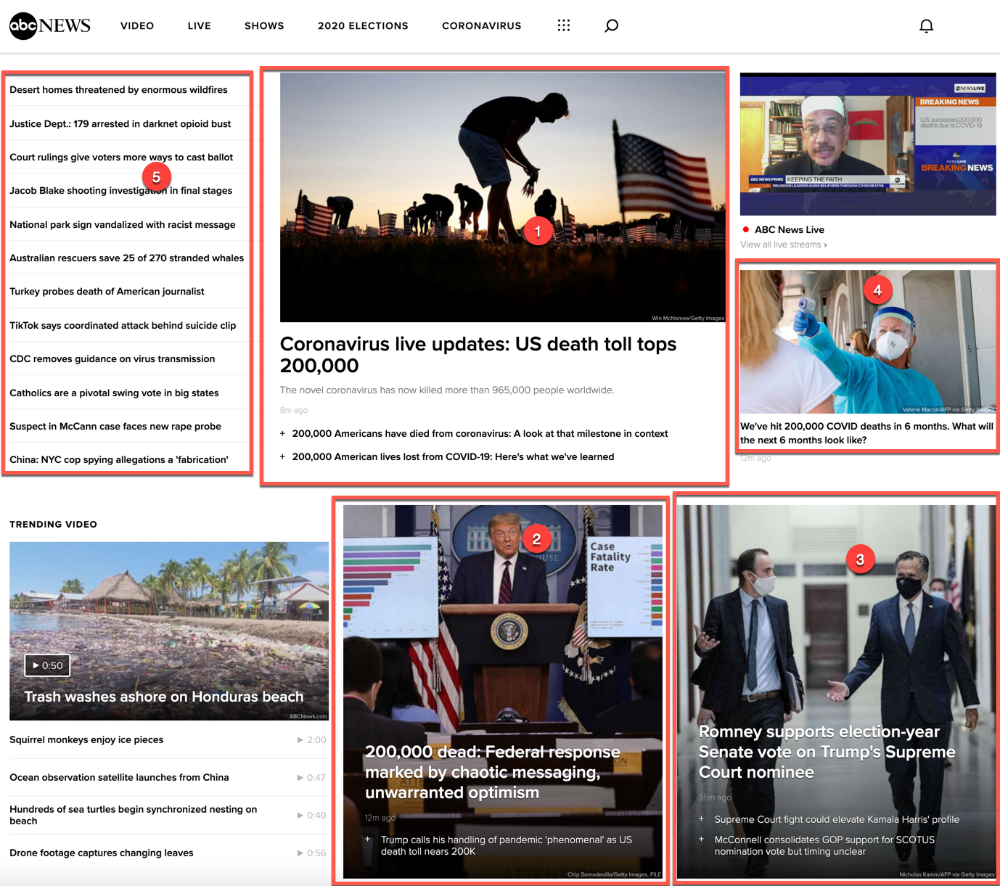 abc NEWS
VIDEO
LIVE
SHOWS
2020 ELECTIONS
CORONAVIRUS
Desert homes threatened by enormous wildfires
Justice Dept.: 179 arrested in darknet opioid bust
Court rulings give voters more ways to cast ballot
5
Jacob Blake shooting investigation in final stages
National park sign vandalized with racist message
Australian rescuers save 25 of 270 stranded whales
Turkey probes death of American journalist
TikTok says coordinated attack behind suicide clip
CDC removes guidance on virus transmission
Catholics are a pivotal swing vote in big states
Suspect in McCann case faces new rape probe
China: NYC cop spying allegations a 'fabrication'
1
Win McNamee/Getty Images
Coronavirus live updates: US death toll tops
200,000
The novel coronavirus has now killed more than 965,000 people worldwide.
8m ago
+ 200,000 Americans have died from coronavirus: A look at that milestone in context
+ 200,000 American lives lost from COVID-19: Here's what we've learned
abc NEWS LIVE
BREAKING NEWS
U.S. surpasses 200,000
deaths due to COVID-19
abc
NEWS LIVE
BREAKING NEWS
ABC NEWS PRIME
KEEPING THE FAITH
RELIGIOUS LEADERS GUIDE BELIEVERS THROUGH COVID DEATHS
abc
NEWS LIVE
ABC News Live
View all live streams »
4
Valerie Macon/AFP via Getty Images
We've hit 200,000 COVID deaths in 6 months. What will
the next 6 months look like?
12m ago
TRENDING VIDEO
0:50
Trash washes ashore on Honduras beach
ABCNews.com
Squirrel monkeys enjoy ice pieces
2:00
Ocean observation satellite launches from China
0:47
Hundreds of sea turtles begin synchronized nesting on
beach
0:40
Drone footage captures changing leaves
0:56
2
Case
Fatality
Rate
200,000 dead: Federal response
marked by chaotic messaging,
unwarranted optimism
12m ago
+ Trump calls his handling of pandemic 'phenomenal' as US
death toll nears 200K
Chip Somodevilla/Getty Images, FILE
3
Romney supports election-year
Senate vote on Trump's Supreme
Court nominee
35m ago
+ Supreme Court fight could elevate Kamala Harris' profile
+ McConnell consolidates GOP support for SCOTUS
nomination vote but timing unclear
Nicholas Kamm/AFP via Getty Images